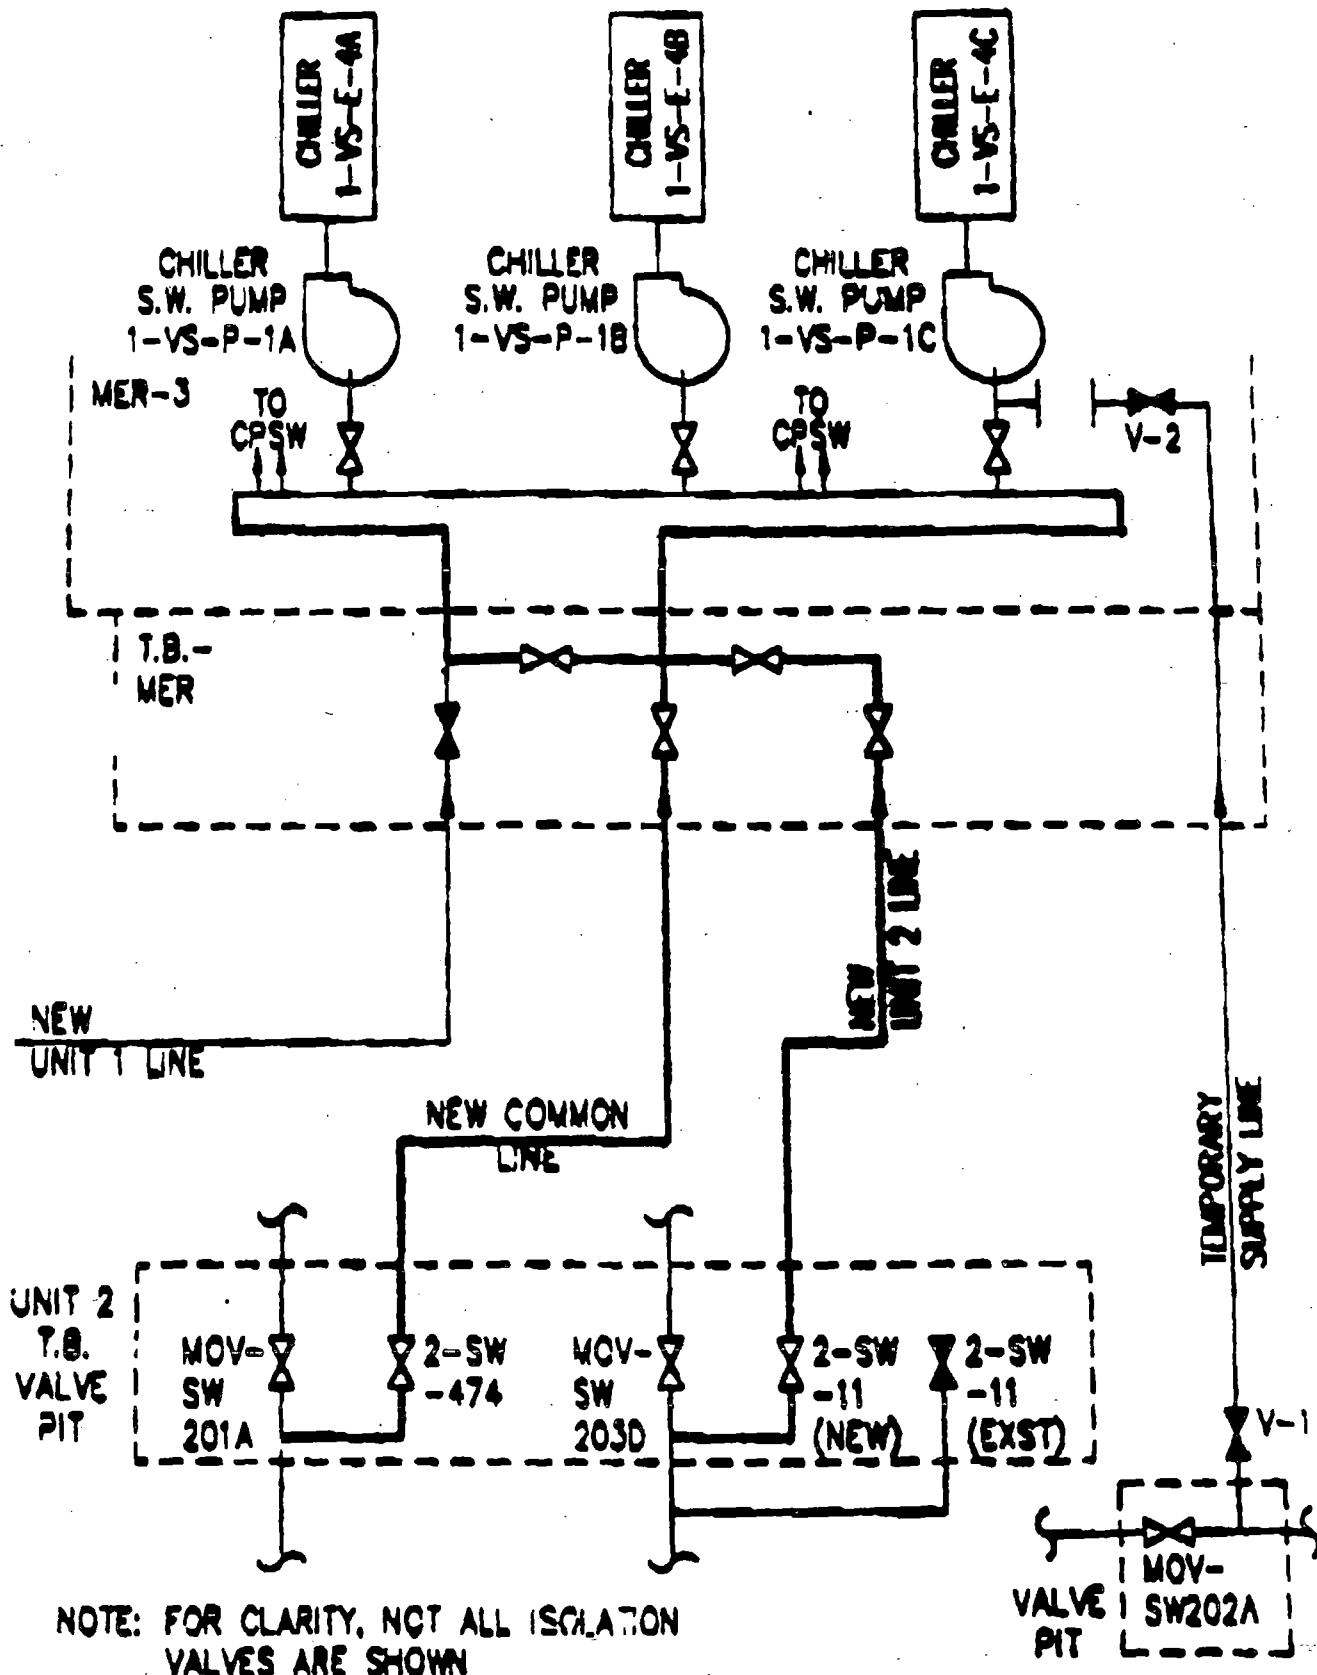 CHILLER
1-VS-E-4A
CHILLER
1-VS-E-4B
CHILLER
1-VS-E-4C
CHILLER
S.W. PUMP
1-VS-P-1A
CHILLER
S.W. PUMP
1-VS-P-1B
CHILLER
S.W. PUMP
1-VS-P-1C
MER-3
TO
CPSW
TO
CPSW
V-2
T.B.-
MER
NEW
UNIT 2 LINE
NEW
UNIT 1 LINE
NEW COMMON
LINE
TEMPORARY
SUPPLY LINE
UNIT 2
T.B.
VALVE
PIT
MOV-
SW
201A
2-SW
-474
MOV-
SW
203D
2-SW
-11
(NEW)
2-SW
-11
(EXST)
V-1
VALVE
PIT
MOV-
SW202A
NOTE: FOR CLARITY, NOT ALL ISOLATION
VALVES ARE SHOWN